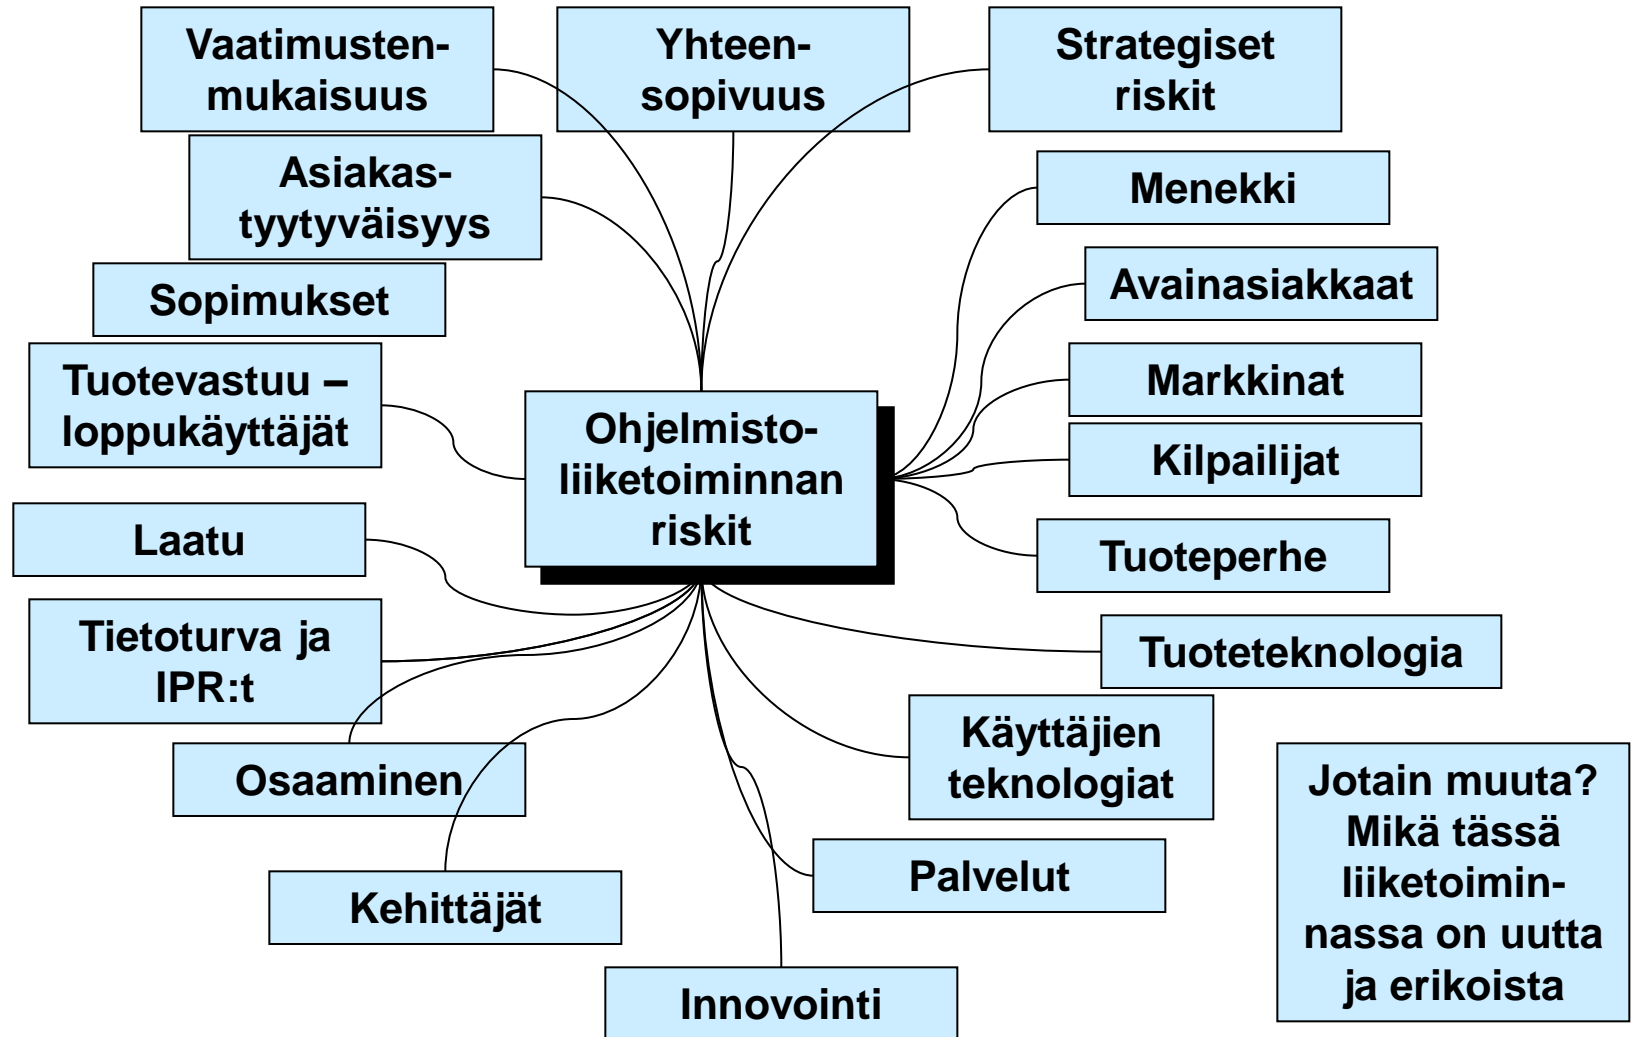 Vaatimusten-
mukaisuus
Yhteen-
sopivuus
Strategiset
riskit
Asiakas-
tyytyväisyys
Menekki
Sopimukset
Avainasiakkaat
Tuotevastuu –
loppukäyttäjät
Markkinat
Ohjelmisto-
liiketoiminnan
riskit
Kilpailijat
Laatu
Tuoteperhe
Tietoturva ja
IPR:t
Tuoteteknologia
Osaaminen
Käyttäjien
teknologiat
Kehittäjät
Palvelut
Innovointi
Jotain muuta?
Mikä tässä
liiketoimin-
nassa on uutta
ja erikoista